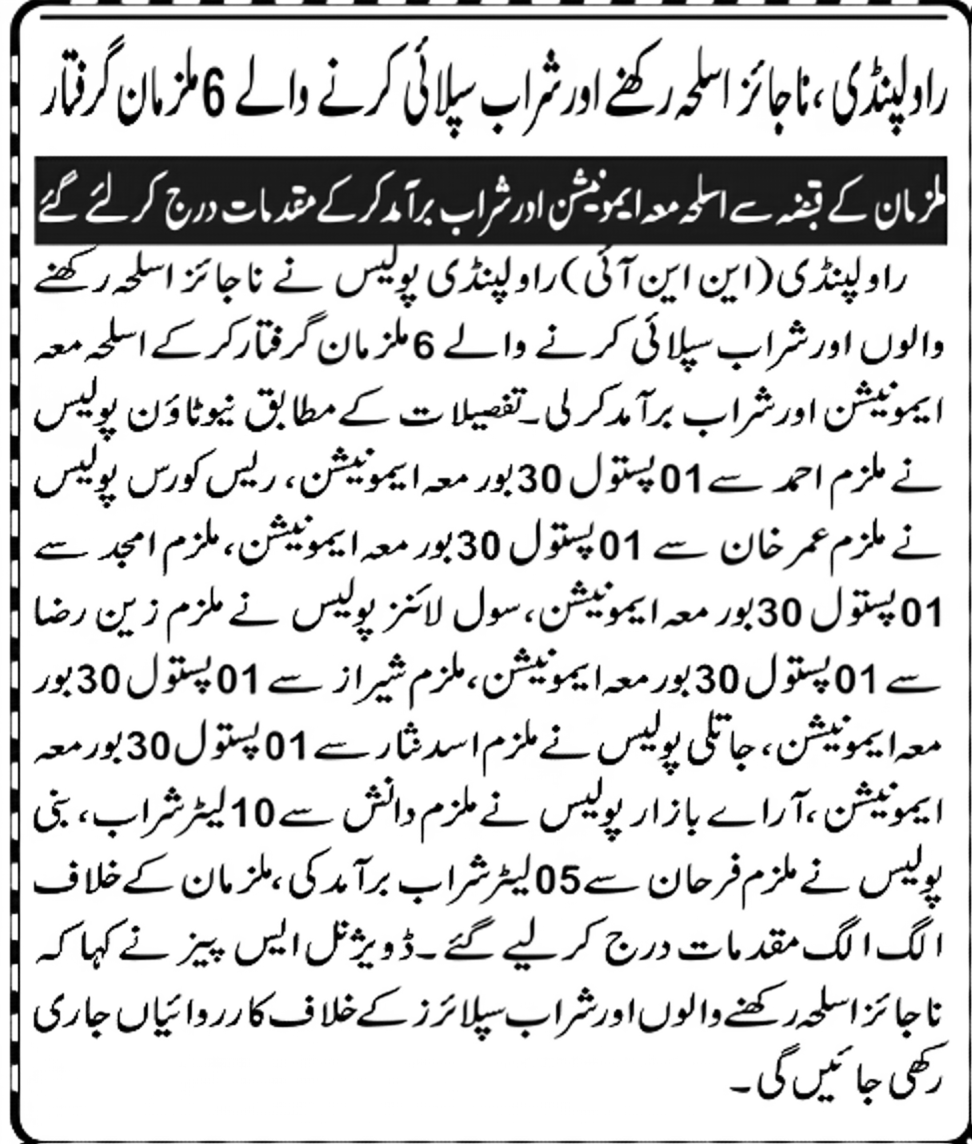 راولپنڈی، ناجائز اسلحہ رکھنے اور شراب سپلائی کرنے والے 6 ملزمان گرفتار
ملزمان کے قبضہ سے اسلحہ معہ ایمونیشن اور شراب برآمد کر کے مقدمات درج کر لئے گئے
راولپنڈی (این این آئی) راولپنڈی پولیس نے ناجائز اسلحہ رکھنے
والوں اور شراب سپلائی کرنے والے 6 ملزمان گرفتار کر کے اسلحہ معہ
ایمونیشن اور شراب برآمد کر لی۔ تفصیلات کے مطابق نیوٹاؤن پولیس
نے ملزم احمد سے 01 پستول 30 بور معہ ایمونیشن، ریس کورس پولیس
نے ملزم عمر خان سے 01 پستول 30 بور معہ ایمونیشن، ملزم امجد سے
01 پستول 30 بور معہ ایمونیشن، سول لائنز پولیس نے ملزم زین رضا
سے 01 پستول 30 بور معہ ایمونیشن، ملزم شیراز سے 01 پستول 30 بور
معہ ایمونیشن، جاتلی پولیس نے ملزم اسد نثار سے 01 پستول 30 بور معہ
ایمونیشن، آر اے بازار پولیس نے ملزم دانش سے 10 لیٹر شراب، بنی
پولیس نے ملزم فرحان سے 05 لیٹر شراب برآمد کی، ملزمان کے خلاف
الگ الگ مقدمات درج کر لیے گئے۔ ڈویژنل ایس پیز نے کہا کہ
ناجائز اسلحہ رکھنے والوں اور شراب سپلائرز کے خلاف کارروائیاں جاری
رکھی جائیں گی۔